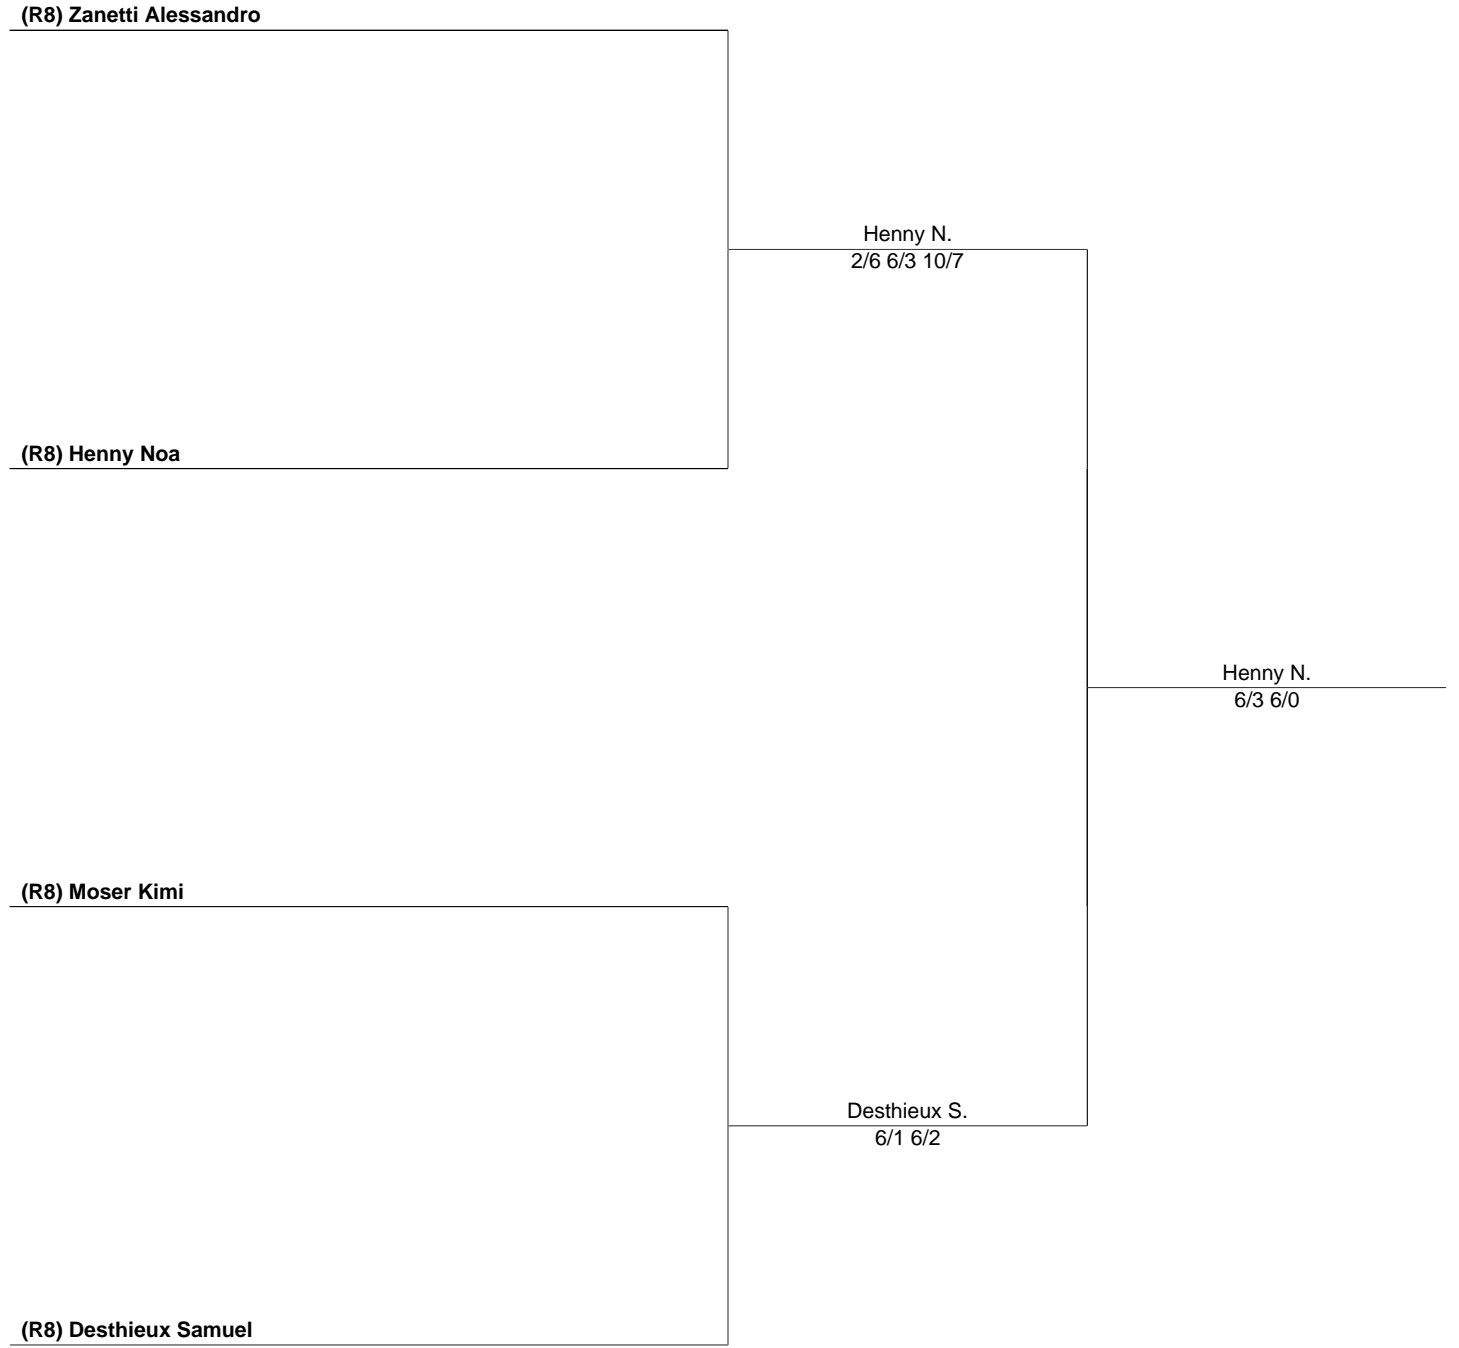 (R8) Zanetti Alessandro
Henny N.
2/6 6/3 10/7
(R8) Henny Noa
Henny N.
6/3 6/0
(R8) Moser Kimi
Desthieux S.
6/1 6/2
(R8) Desthieux Samuel